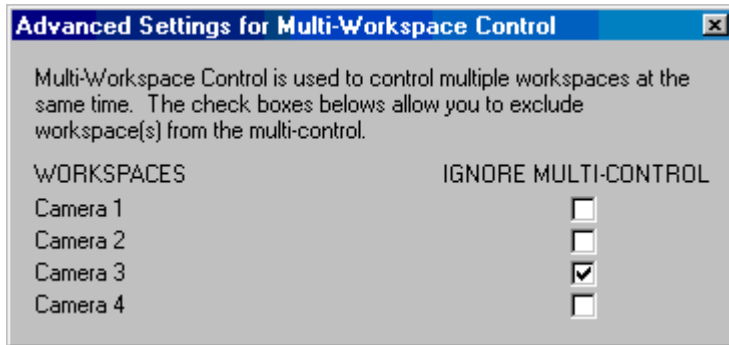 Advanced Settings for Multi-Workspace Control
Multi-Workspace Control is used to control multiple workspaces at the
same time. The check boxes belows allow you to exclude
workspace(s) from the multi-control.
WORKSPACES IGNORE MULTI-CONTROL
Camera 1
Camera 2
Camera 3
Camera 4